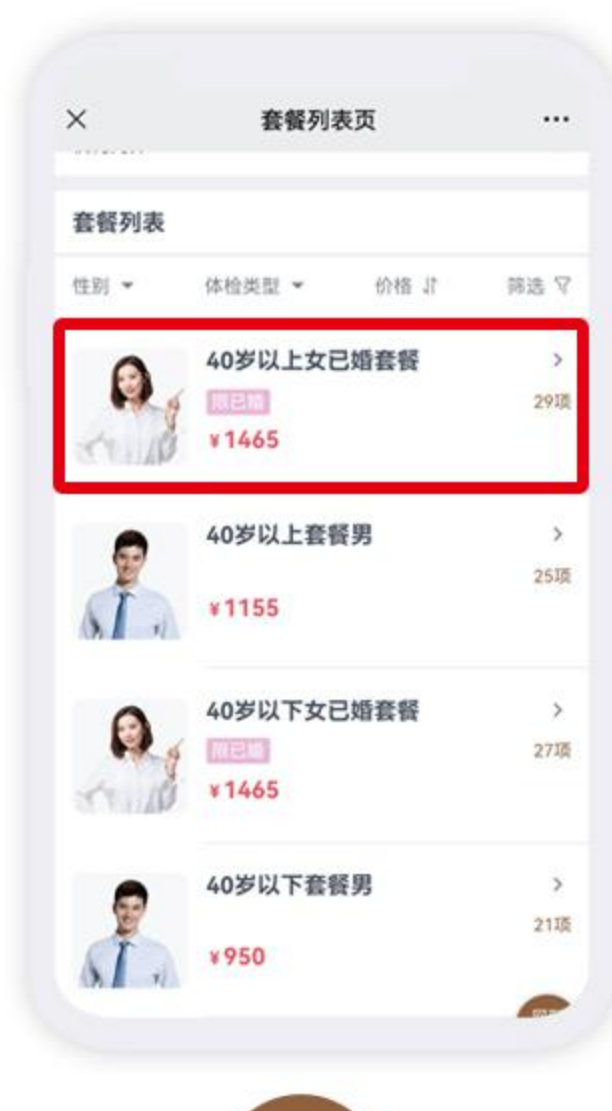 套餐列表页
套餐列表
性别 体检类型 价格 筛选
40岁以上女已婚套餐
限已婚 29项
¥1465
40岁以上套餐男
25项
¥1155
40岁以下女已婚套餐
限已婚 27项
¥1465
40岁以下套餐男
21项
¥950